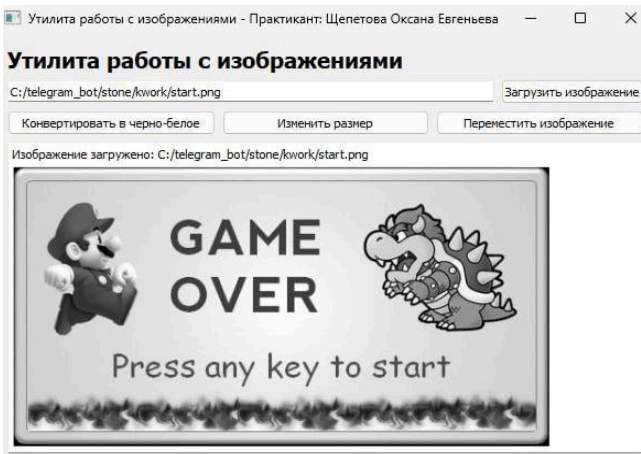 Утилита работы с изображениями - Практикант: Щепетова Оксана Евгеньева
Утилита работы с изображениями
C:/telegram_bot/stone/kwork/start.png
Загрузить изображение
Конвертировать в черно-белое
Изменить размер
Переместить изображение
Изображение загружено: C:/telegram_bot/stone/kwork/start.png
GAME
OVER
Press any key to start